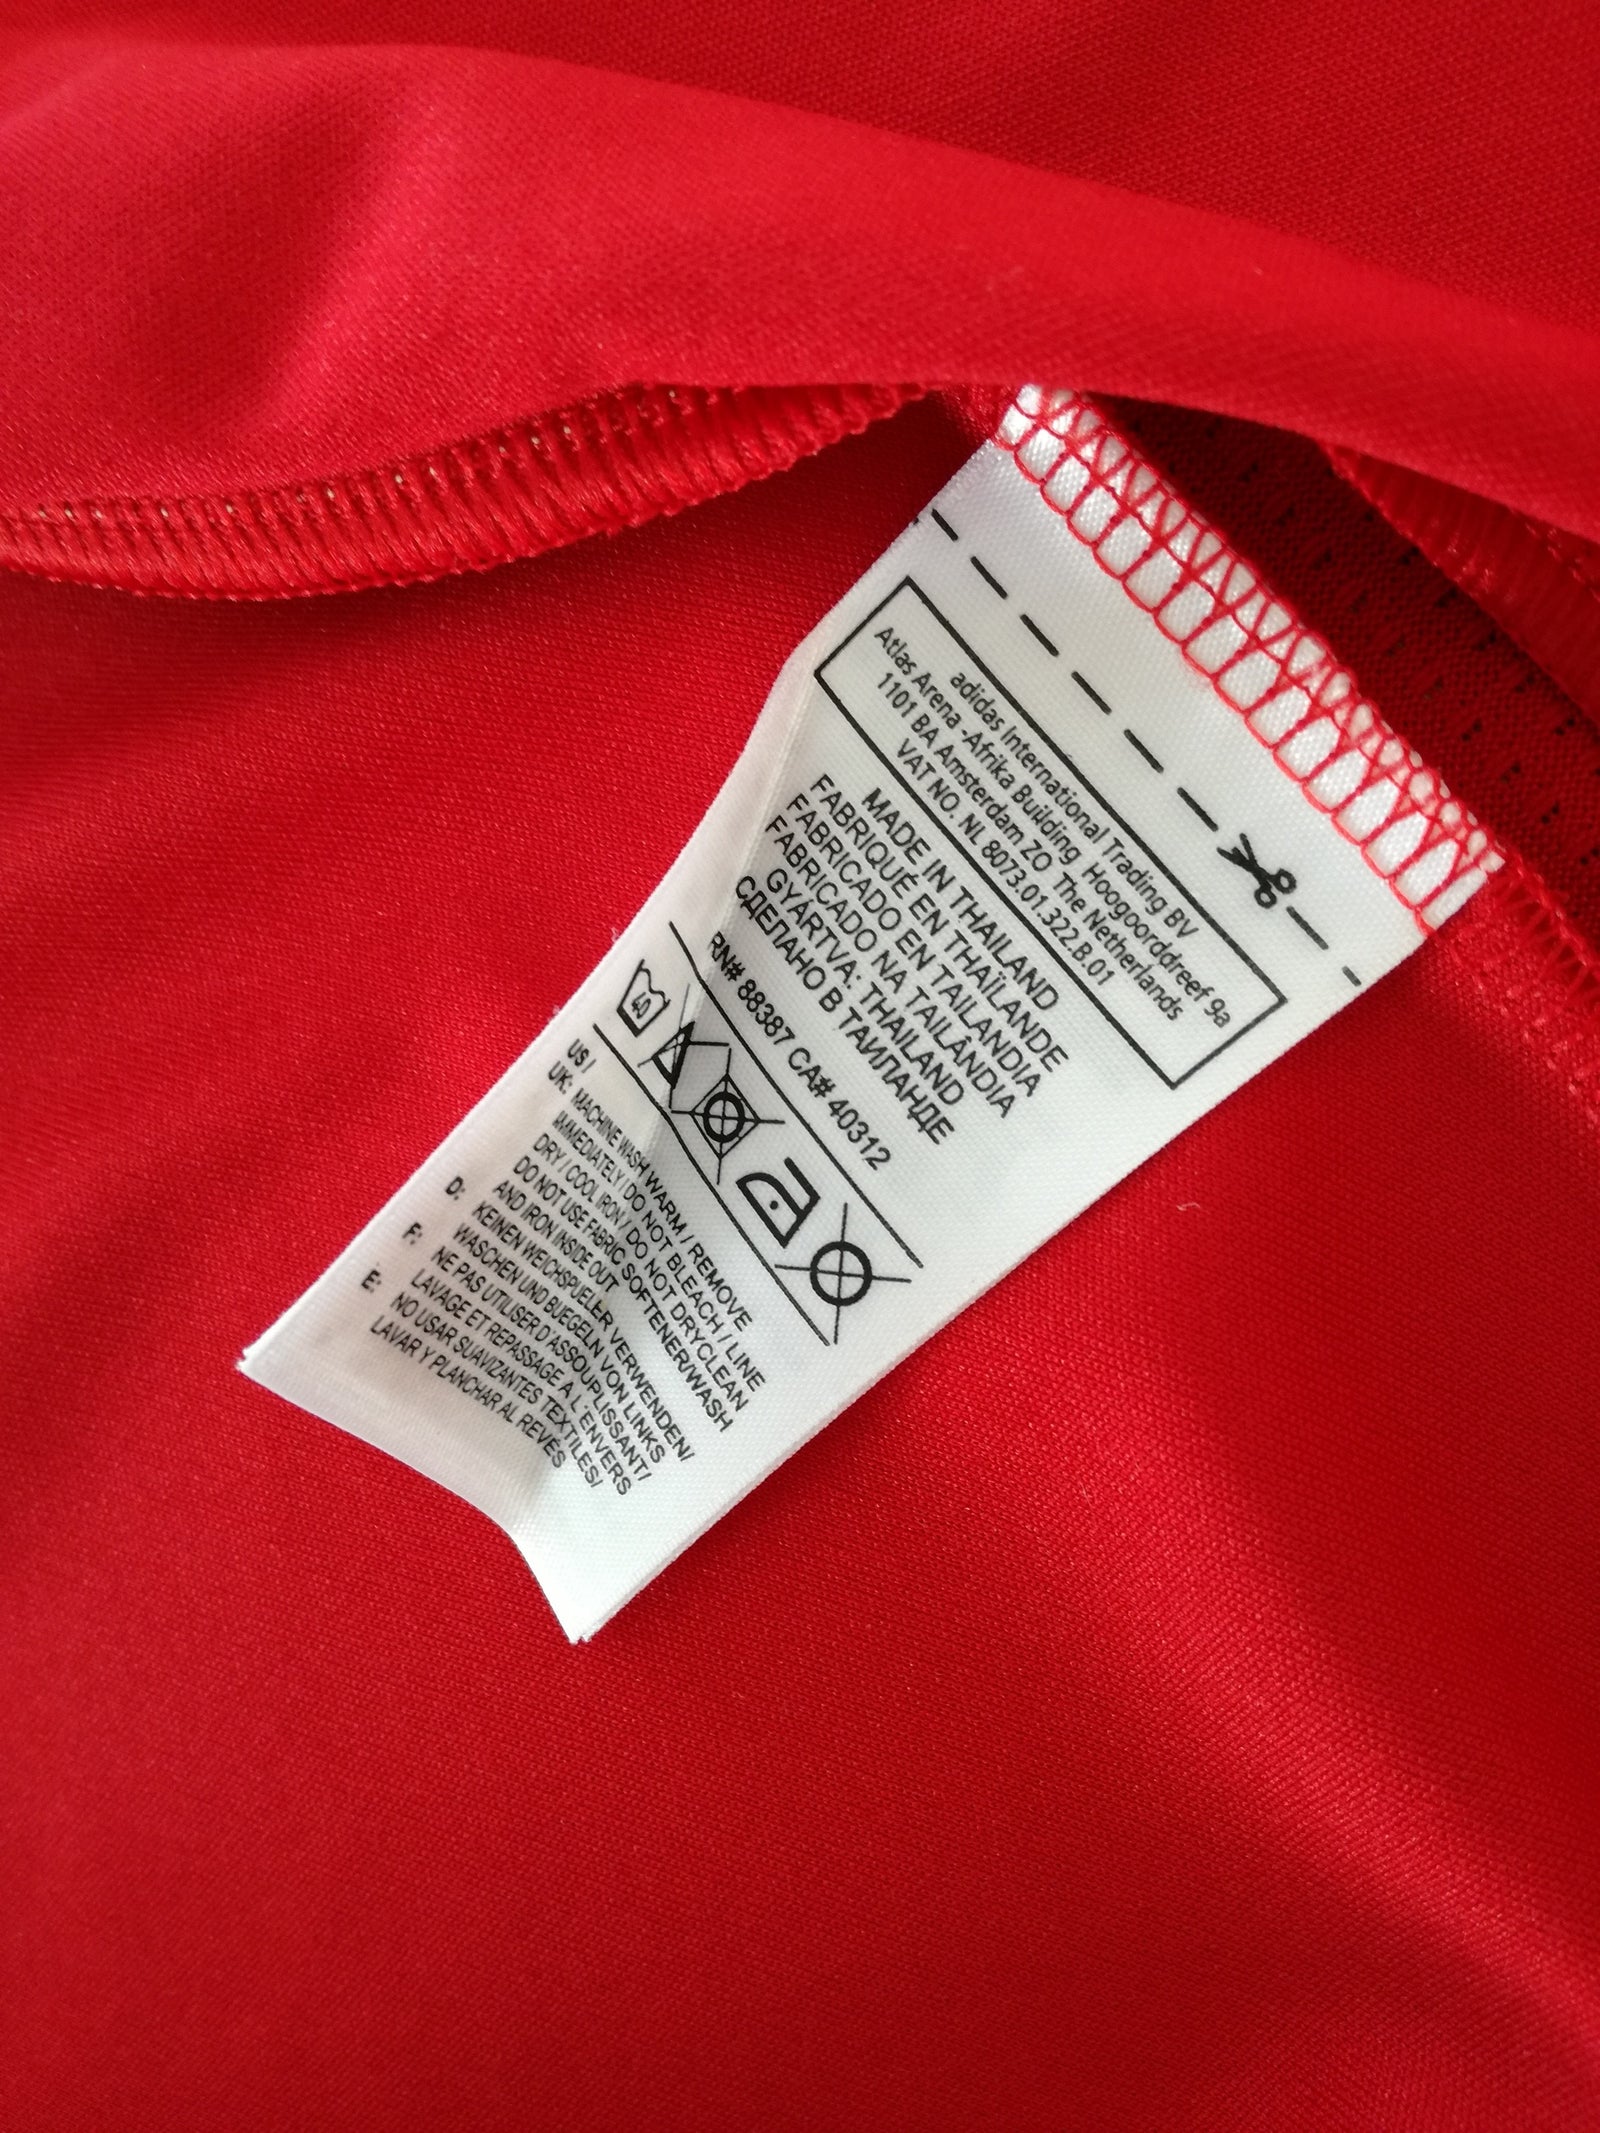 adidas International Trading BV
Atlas Arena -Afrika Building Hoogoorddreef 9a
1101 BA Amsterdam ZO The Netherlands
VAT NO. NL 8073.01.322.B.01
MADE IN THAILAND
FABRIQUÉ EN THAÏLANDE
FABRICADO EN TAILANDIA
FABRICADO NA TAILÂNDIA
GYÁRTVA: THAILAND
СДЕЛАНО В ТАИЛАНДЕ
RN# 88387 CA# 40312
40
US /
UK: MACHINE WASH WARM / REMOVE
IMMEDIATELY / DO NOT BLEACH / LINE
DRY / COOL IRON / DO NOT DRYCLEAN
DO NOT USE FABRIC SOFTENER/WASH
AND IRON INSIDE OUT
D: KEINEN WEICHSPUELER VERWENDEN/
WASCHEN UND BUEGELN VON LINKS
F: NE PAS UTILISER D'ASSOUPLISSANT/
LAVAGE ET REPASSAGE A L'ENVERS
E: NO USAR SUAVIZANTES TEXTILES/
LAVAR Y PLANCHAR AL REVÉS